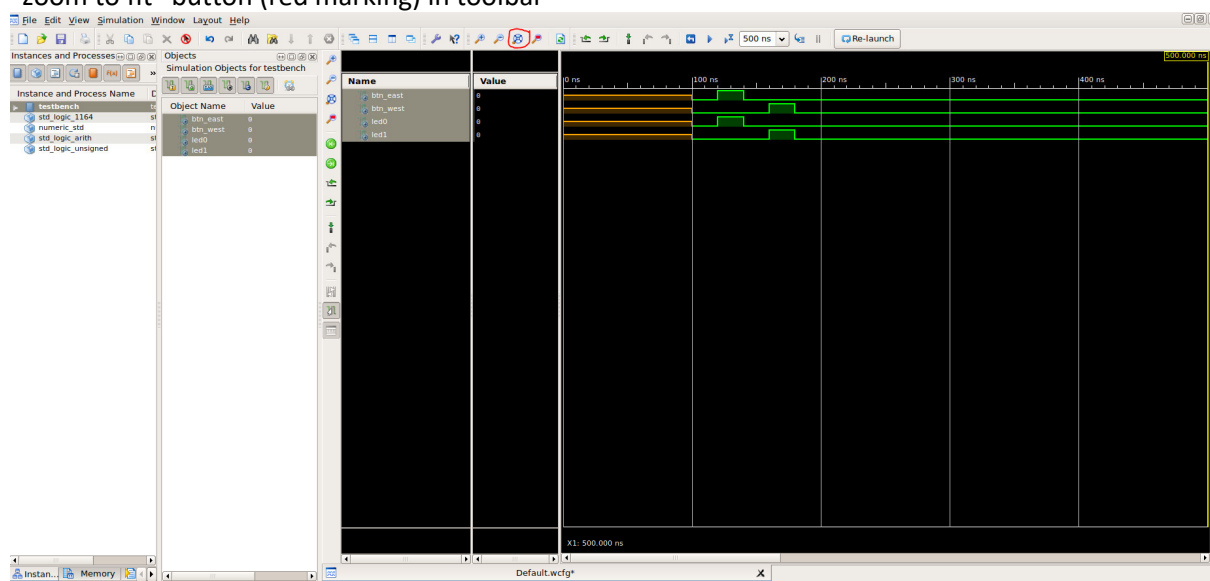 "zoom to fit" button (red marking) in toolbar
File Edit View Simulation Window Layout Help
500 ns
Re-launch
Instances and Processes
Objects
500.000 ns
Simulation Objects for testbench
Name
Value
0 ns
100 ns
200 ns
300 ns
400 ns
Instance and Process Name
Object Name Value
testbench
std_logic_1164
numeric_std
std_logic_arith
std_logic_unsigned
btn_east 0
btn_west 0
led0 0
led1 0
btn_east 0
btn_west 0
led0 0
led1 0
X1: 500.000 ns
Instan...
Memory
Default.wcfg*